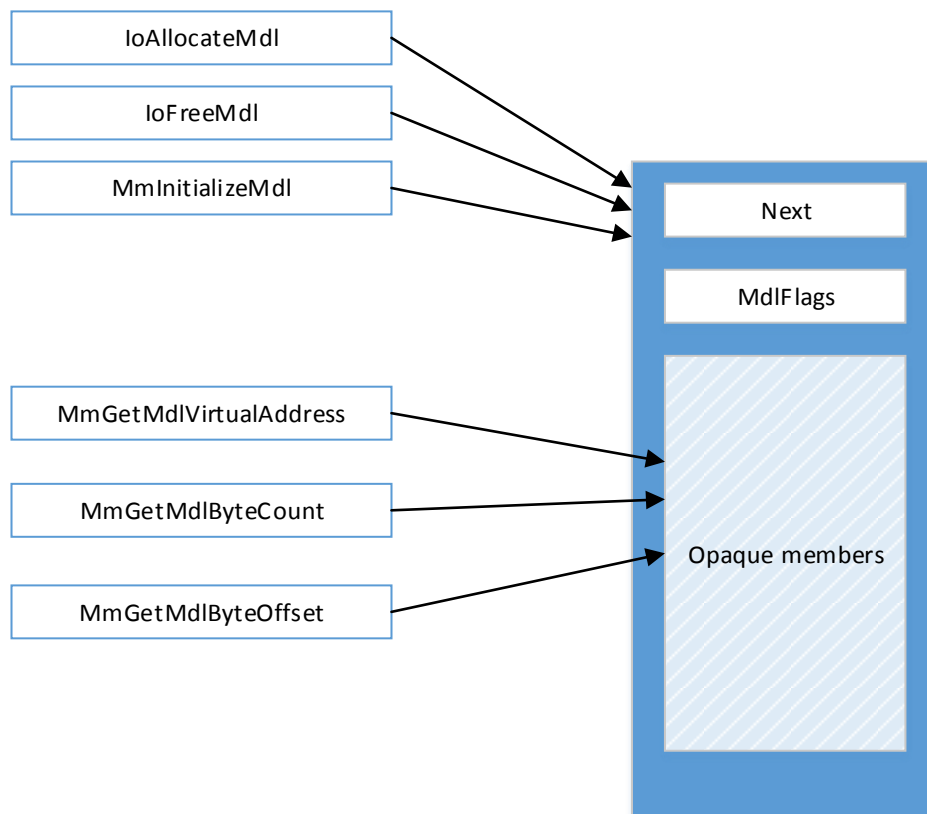 IoAllocateMdl
IoFreeMdl
MmInitializeMdl
Next
MdlFlags
MmGetMdlVirtualAddress
MmGetMdlByteCount
MmGetMdlByteOffset
Opaque members